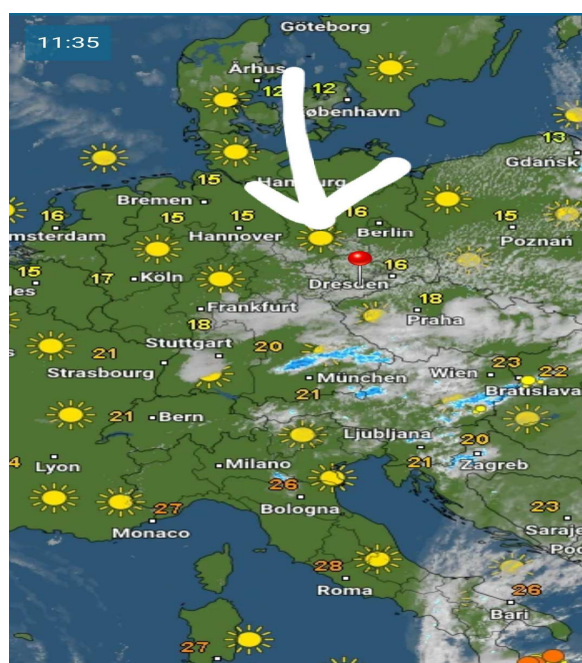 Göteborg
11:35
Århus
12
12
København
13
Gdańsk
15
Hamburg
Bremen
15
15
16
16
Berlin
15
msterdam
Hannover
Poznań
15
17
Köln
16
les
Dresden
Frankfurt
18
18
Praha
Stuttgart
20
21
23
22
Strasbourg
München
Wien
Bratislava
21
21
Bern
Ljubljana
20
4
Lyon
Milano
21
Zagreb
26
27
Bologna
23
Monaco
Saraje
Poc
28
Roma
26
Bari
27